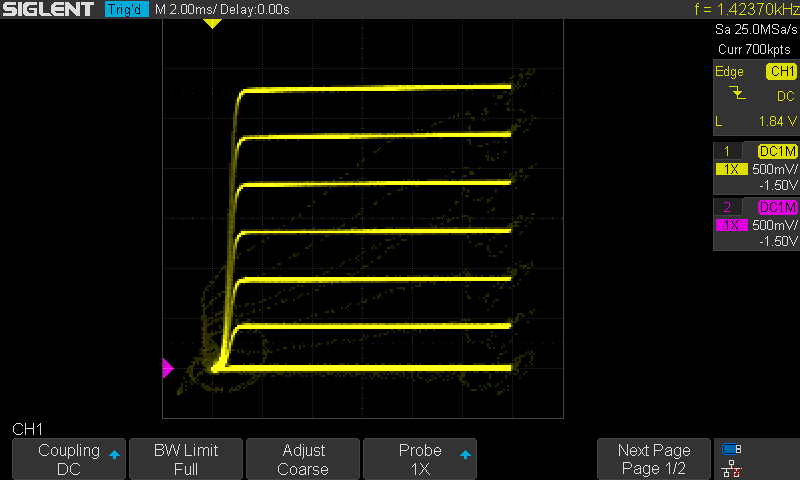 SIGLENT Trig'd M 2.00ms/ Delay:0.00s f = 1.42370kHz
Sa 25.0MSa/s
Curr 700kpts
Edge CH1
DC
L 1.84 V
1 DC1M
1X 500mV/
-1.50V
2 DC1M
1X 500mV/
-1.50V
CH1
Coupling
DC
BW Limit
Full
Adjust
Coarse
Probe
1X
Next Page
Page 1/2